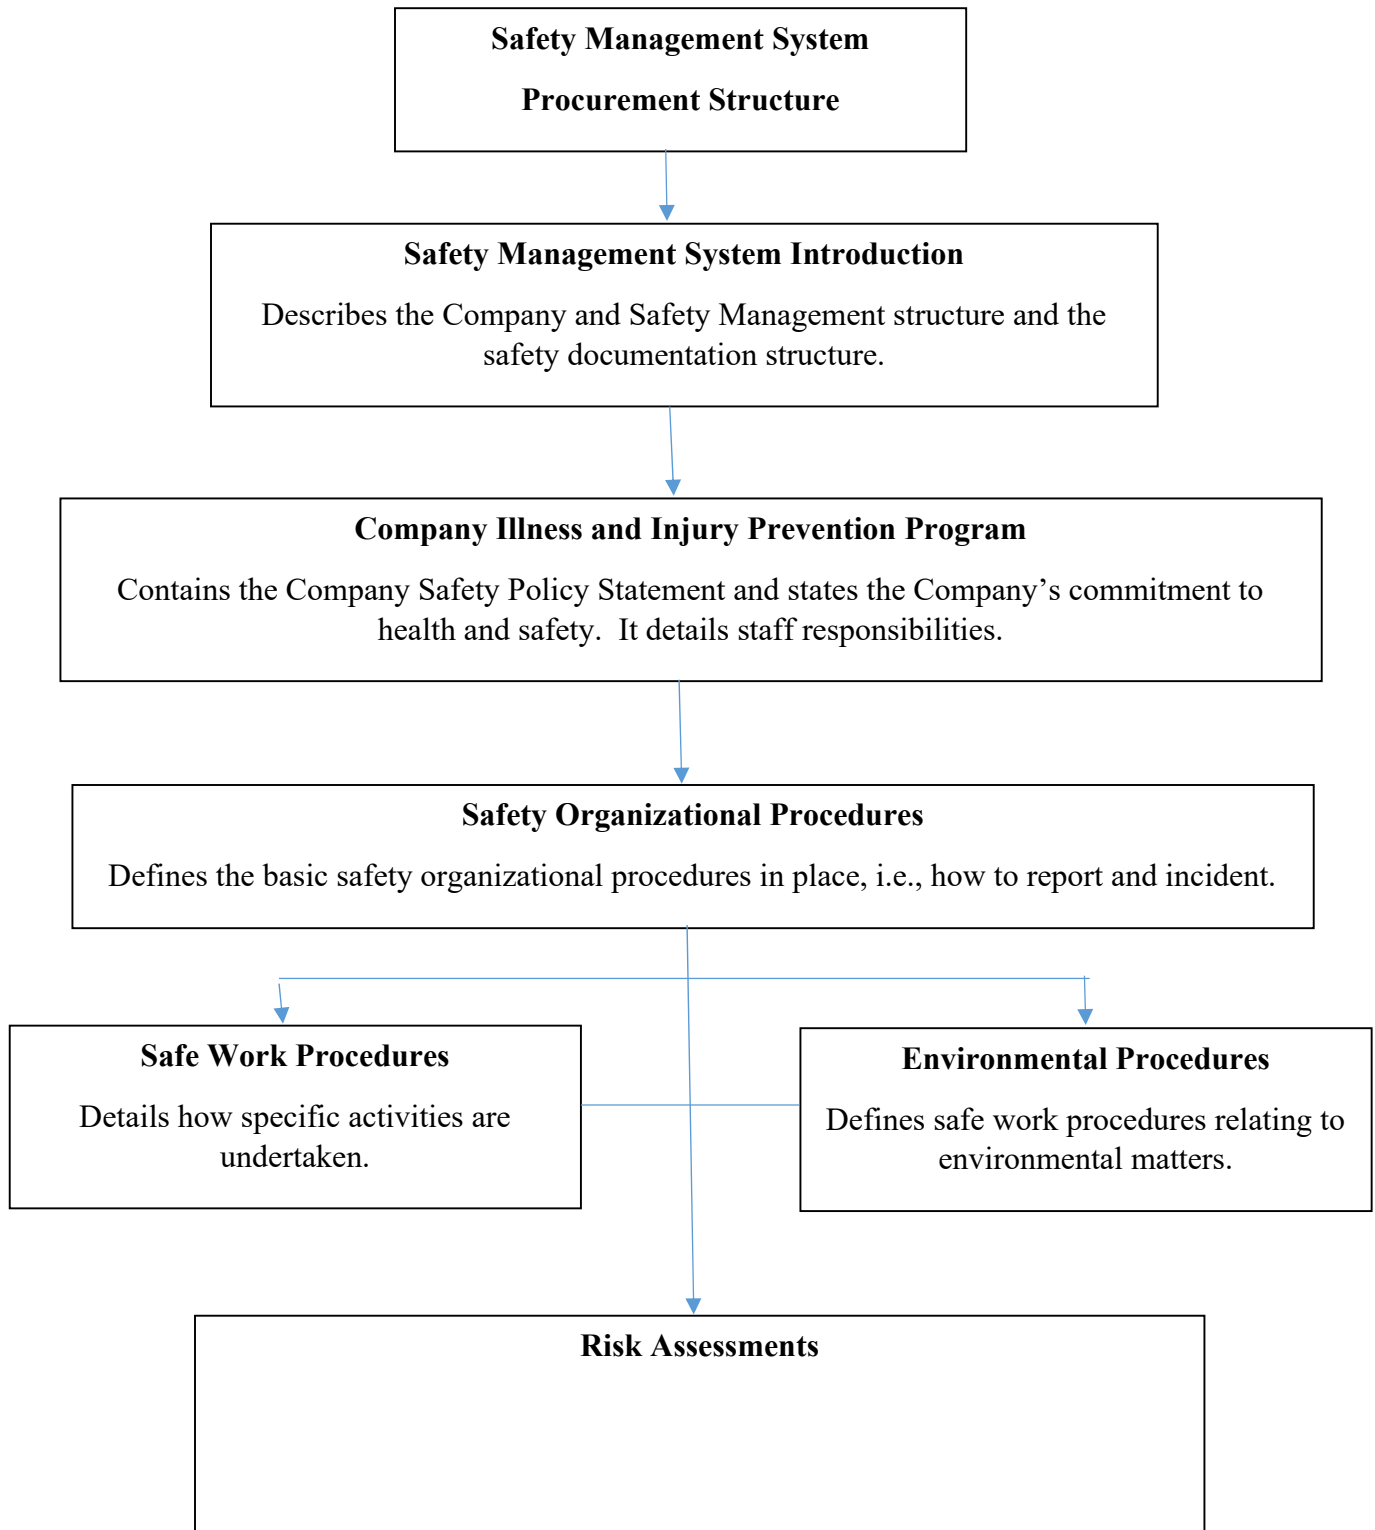 Safety Management System
Procurement Structure
Safety Management System Introduction
Describes the Company and Safety Management structure and the
safety documentation structure.
Company Illness and Injury Prevention Program
Contains the Company Safety Policy Statement and states the Company’s commitment to
health and safety.  It details staff responsibilities.
Safety Organizational Procedures
Defines the basic safety organizational procedures in place, i.e., how to report and incident.
Safe Work Procedures
Details how specific activities are
undertaken.
Environmental Procedures
Defines safe work procedures relating to
environmental matters.
Risk Assessments